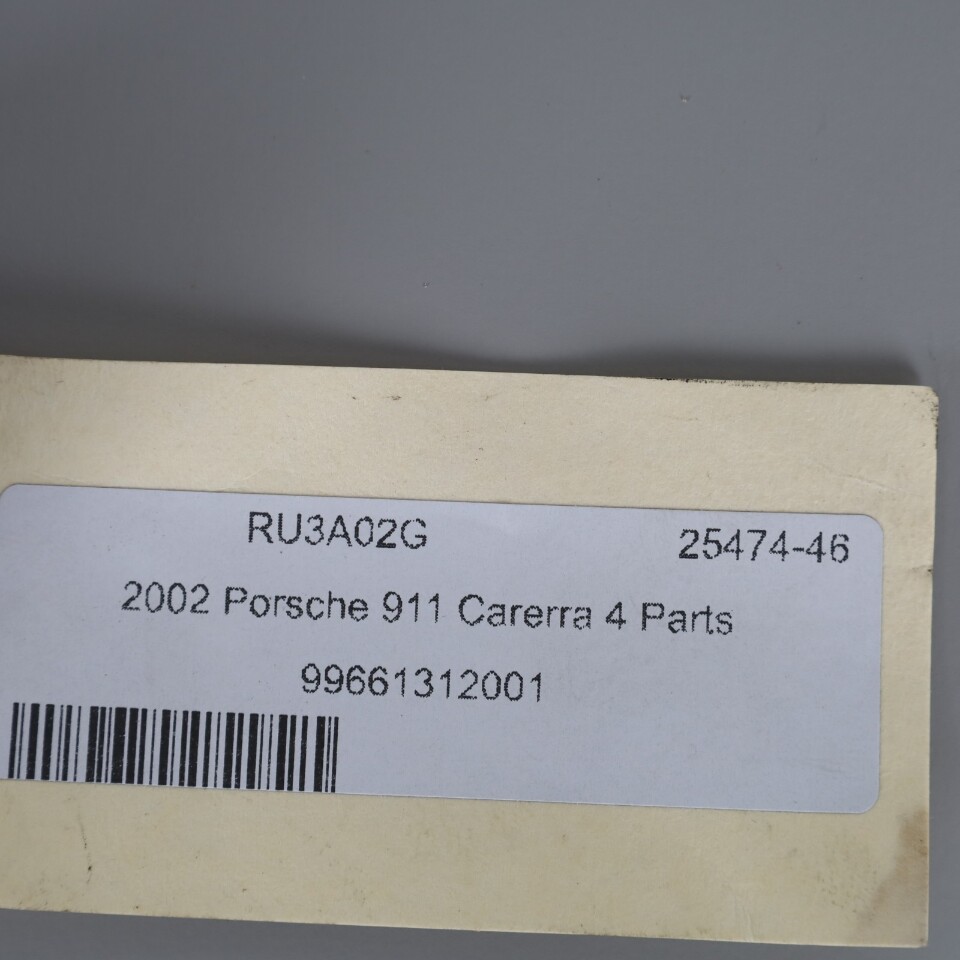 RU3A02G 25474-46
2002 Porsche 911 Carerra 4 Parts
99661312001